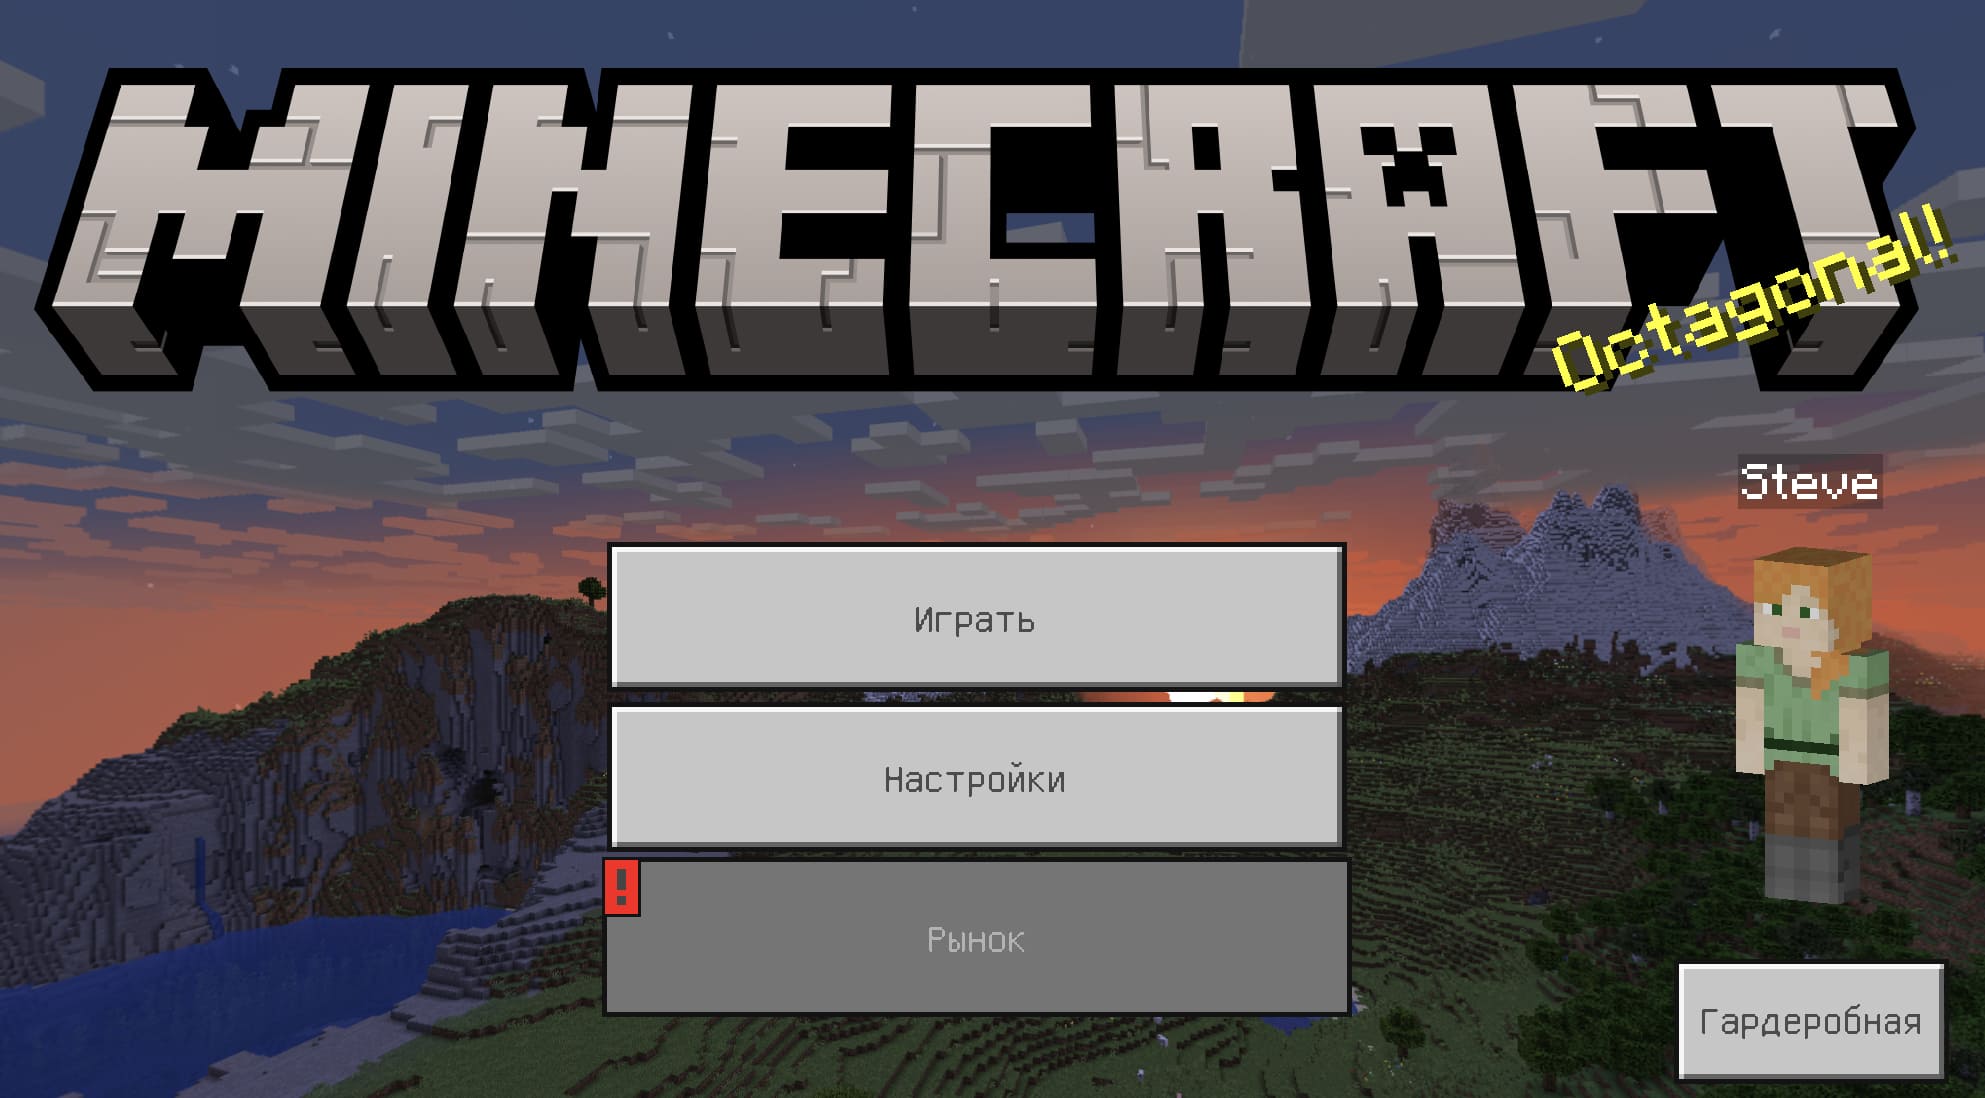 MINECRAFT
Octagonal!
Steve
Играть
Настройки
!
Рынок
Гардеробная